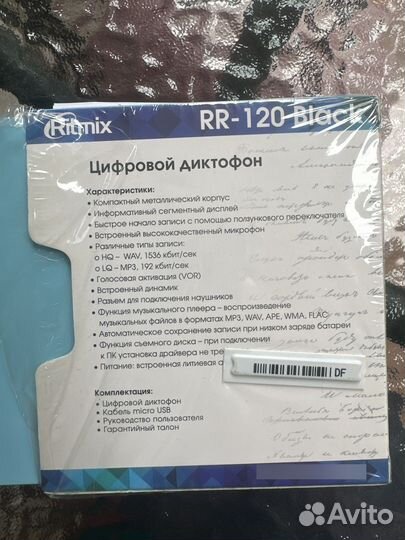 Ritmix
RR-120 Black
Цифровой диктофон
Характеристики:
• Компактный металлический корпус
• Информативный сегментный дисплей
• Быстрое начало записи с помощью ползункового переключателя
• Встроенный высококачественный микрофон
• Различные типы записи:
o HQ – WAV, 1536 кбит/сек
o LQ – MP3, 192 кбит/сек
• Голосовая активация (VOR)
• Встроенный динамик
• Разъем для подключения наушников
• Функция музыкального плеера – воспроизведение
музыкальных файлов в форматах MP3, WAV, APE, WMA, FLAC
• Автоматическое сохранение записи при низком заряде батареи
• Функция съемного диска – при подключении
к ПК установка драйвера не
• Питание: встроенная литиевая
DF
Комплектация:
• Цифровой диктофон
• Кабель micro USB
• Руководство пользователя
• Гарантийный талон
Avito